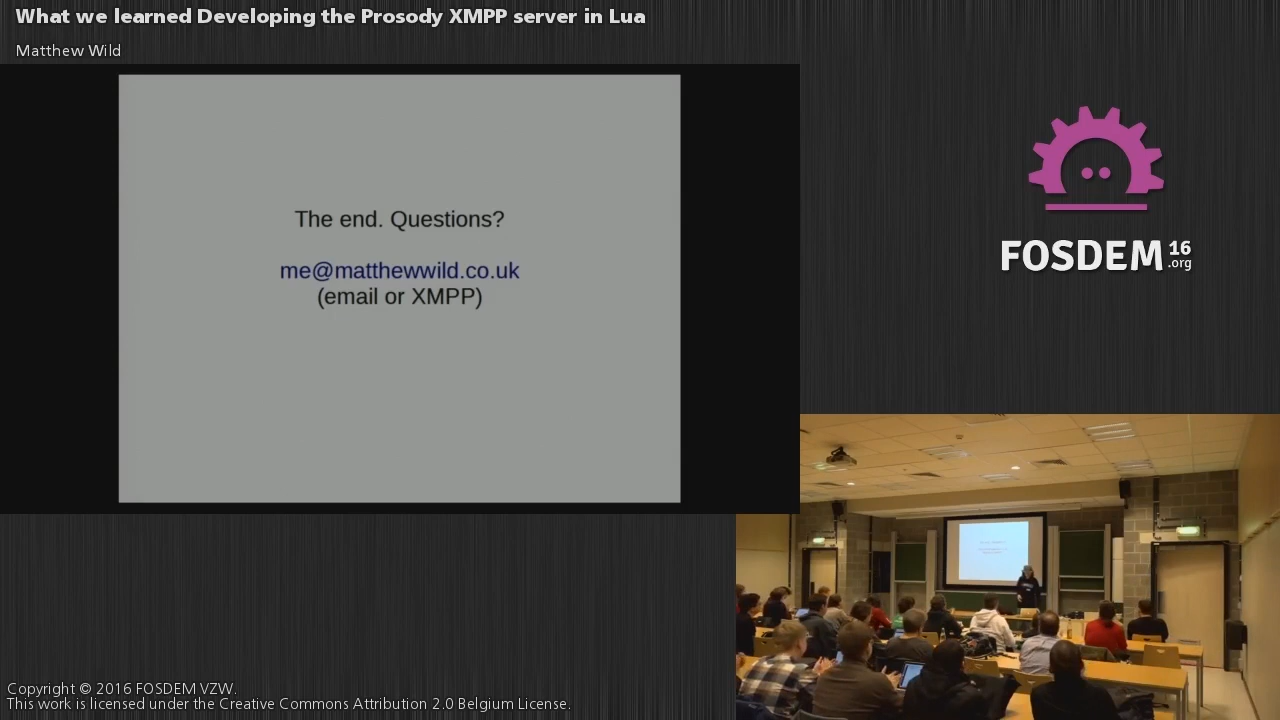 What we learned Developing the Prosody XMPP server in Lua
Matthew Wild
The end. Questions?
me@matthewwild.co.uk
(email or XMPP)
FOSDEM 16 .org
Copyright © 2016 FOSDEM VZW.
This work is licensed under the Creative Commons Attribution 2.0 Belgium License.